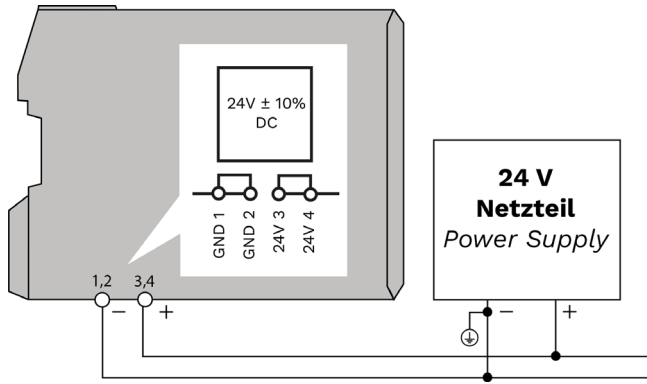 24V ± 10%
DC
GND 1
GND 2
24V 3
24V 4
1,2
3,4
−
+
24 V
Netzteil
Power Supply
−
+